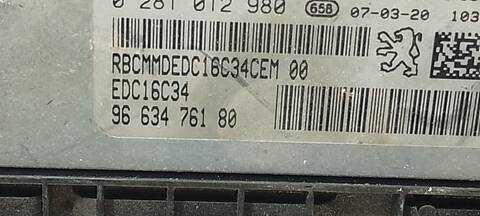 0 281 012 980 658 07-03-20 103
RBCMMDEDC16C34CEM 00
EDC16C34
96 634 761 80